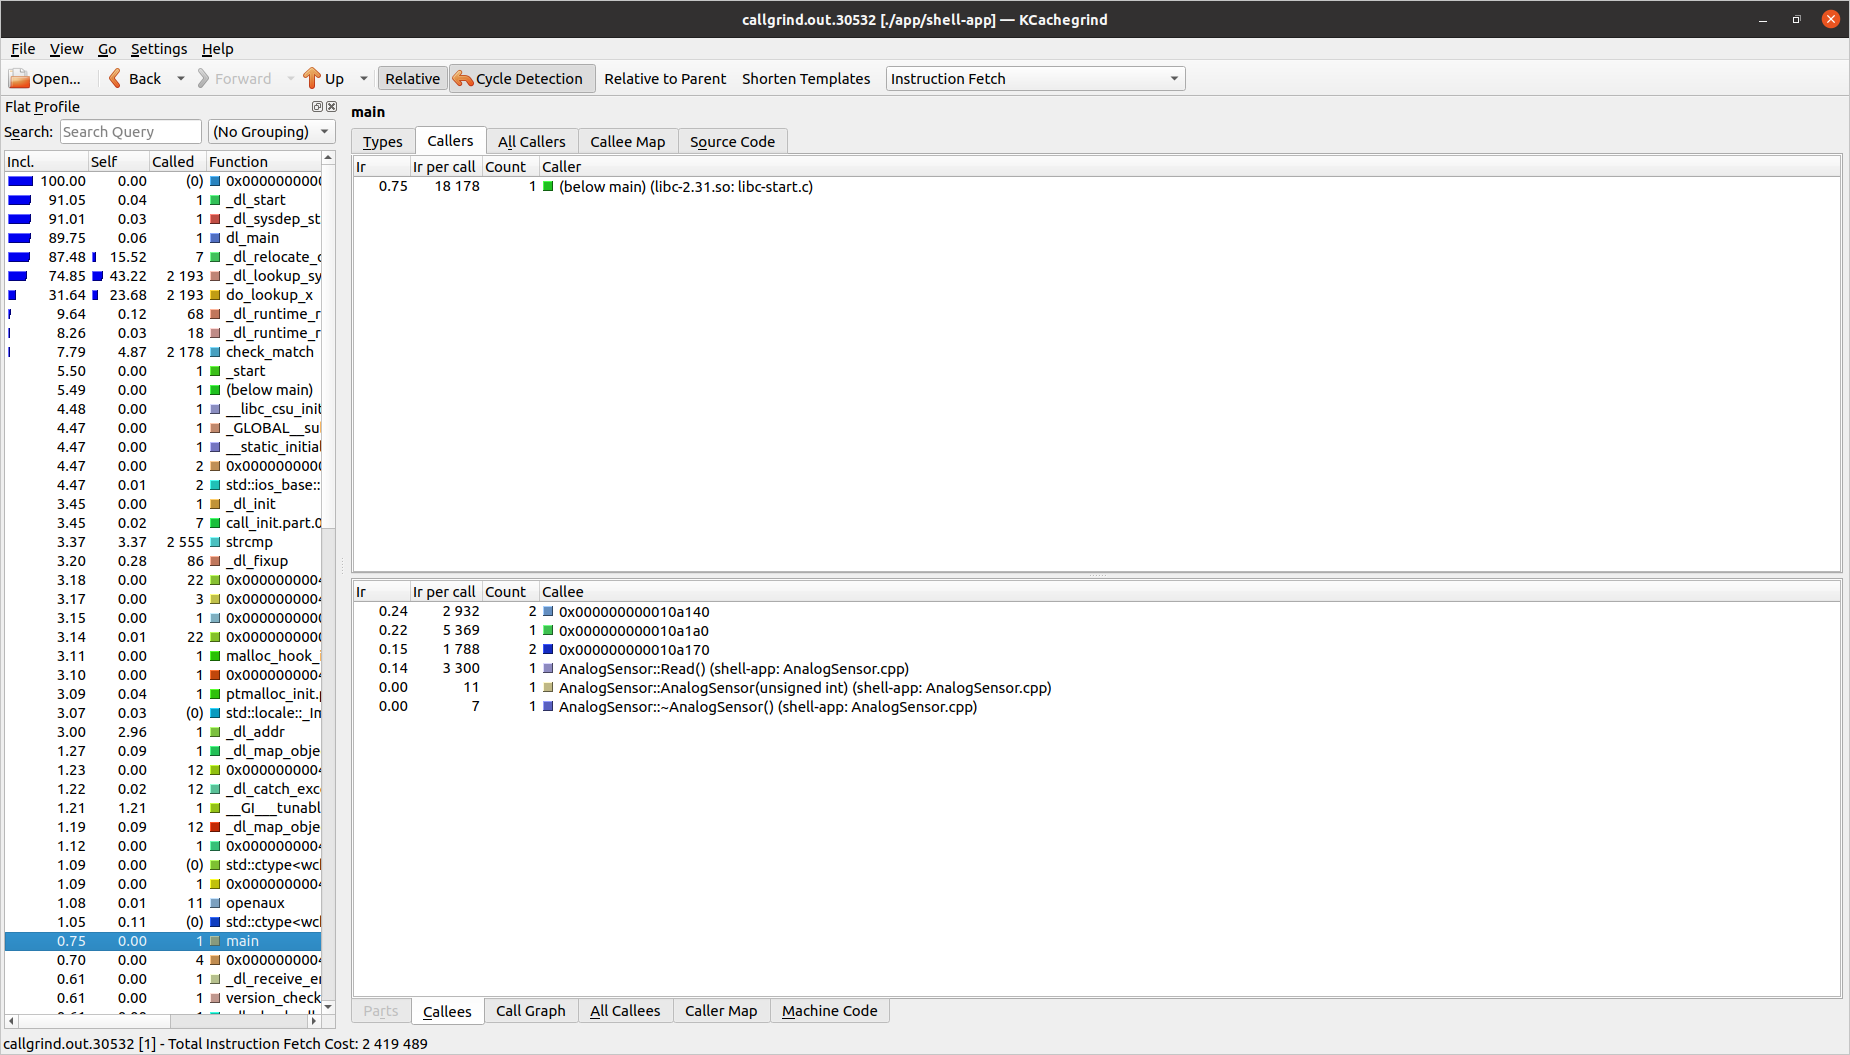 callgrind.out.30532 [./app/shell-app] — KCachegrind
File View Go Settings Help
Open... Back Forward Up Relative Cycle Detection Relative to Parent Shorten Templates Instruction Fetch
Flat Profile
Search: Search Query (No Grouping)
Incl. Self Called Function
100.00 0.00 (0) 0x0000000000
91.05 0.04 1 _dl_start
91.01 0.03 1 _dl_sysdep_st
89.75 0.06 1 dl_main
87.48 15.52 7 _dl_relocate_o
74.85 43.22 2 193 _dl_lookup_sy
31.64 23.68 2 193 do_lookup_x
9.64 0.12 68 _dl_runtime_r
8.26 0.03 18 _dl_runtime_r
7.79 4.87 2 178 check_match
5.50 0.00 1 _start
5.49 0.00 1 (below main)
4.48 0.00 1 __libc_csu_init
4.47 0.00 1 _GLOBAL__sul
4.47 0.00 1 __static_initial
4.47 0.00 2 0x0000000000
4.47 0.01 2 std::ios_base::
3.45 0.00 1 _dl_init
3.45 0.02 7 call_init.part.0
3.37 3.37 2 555 strcmp
3.20 0.28 86 _dl_fixup
3.18 0.00 22 0x0000000004
3.17 0.00 3 0x0000000004
3.15 0.00 1 0x0000000000
3.14 0.01 22 0x0000000000
3.11 0.00 1 malloc_hook_i
3.10 0.00 1 0x0000000004
3.09 0.04 1 ptmalloc_init.p
3.07 0.03 (0) std::locale::_Im
3.00 2.96 1 _dl_addr
1.27 0.09 1 _dl_map_obje
1.23 0.00 12 0x0000000004
1.22 0.02 12 _dl_catch_exc
1.21 1.21 1 __GI___tunabl
1.19 0.09 12 _dl_map_obje
1.12 0.00 1 0x0000000004
1.09 0.00 (0) std::ctype<wcl
1.09 0.00 1 0x0000000004
1.08 0.01 11 openaux
1.05 0.11 (0) std::ctype<wcl
0.75 0.00 1 main
0.70 0.00 4 0x0000000004
0.61 0.00 1 _dl_receive_er
0.61 0.00 1 version_check
main
Types Callers All Callers Callee Map Source Code
Ir Ir per call Count Caller
0.75 18 178 1 (below main) (libc-2.31.so: libc-start.c)
Ir Ir per call Count Callee
0.24 2 932 2 0x000000000010a140
0.22 5 369 1 0x000000000010a1a0
0.15 1 788 2 0x000000000010a170
0.14 3 300 1 AnalogSensor::Read() (shell-app: AnalogSensor.cpp)
0.00 11 1 AnalogSensor::AnalogSensor(unsigned int) (shell-app: AnalogSensor.cpp)
0.00 7 1 AnalogSensor::~AnalogSensor() (shell-app: AnalogSensor.cpp)
Parts Callees Call Graph All Callees Caller Map Machine Code
callgrind.out.30532 [1] - Total Instruction Fetch Cost: 2 419 489